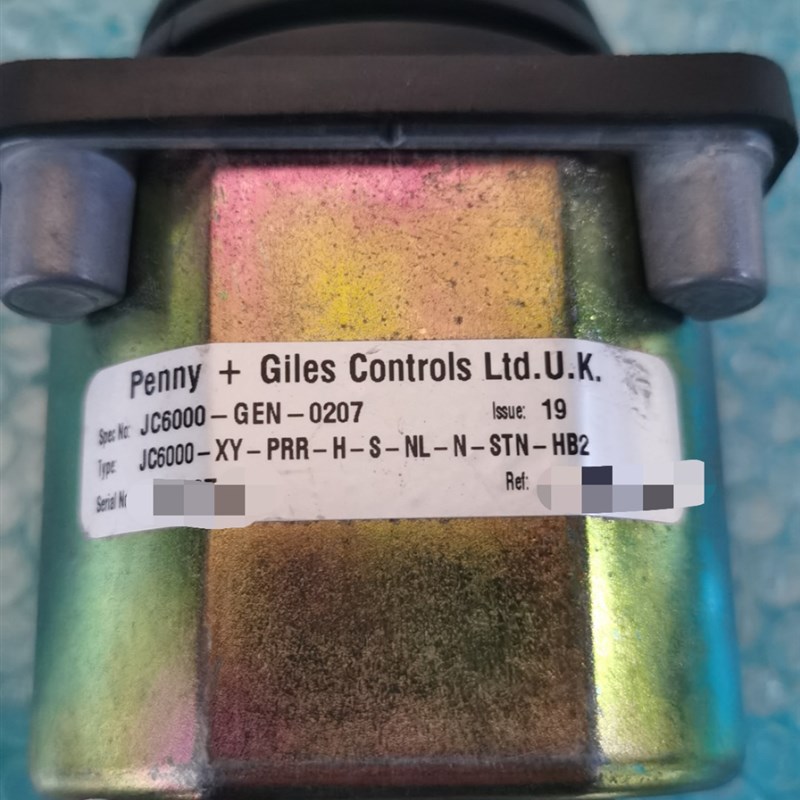 Penny + Giles Controls Ltd.U.K.
Spec No: JC6000-GEN-0207 Issue: 19
Type: JC6000-XY-PRR-H-S-NL-N-STN-HB2
Serial Nr Ref: